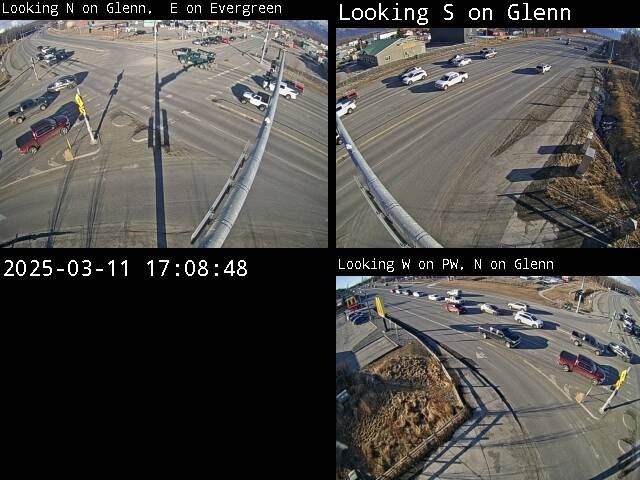 Looking N on Glenn,  E on Evergreen
Looking S on Glenn
2025-03-11 17:08:48
Looking W on PW, N on Glenn